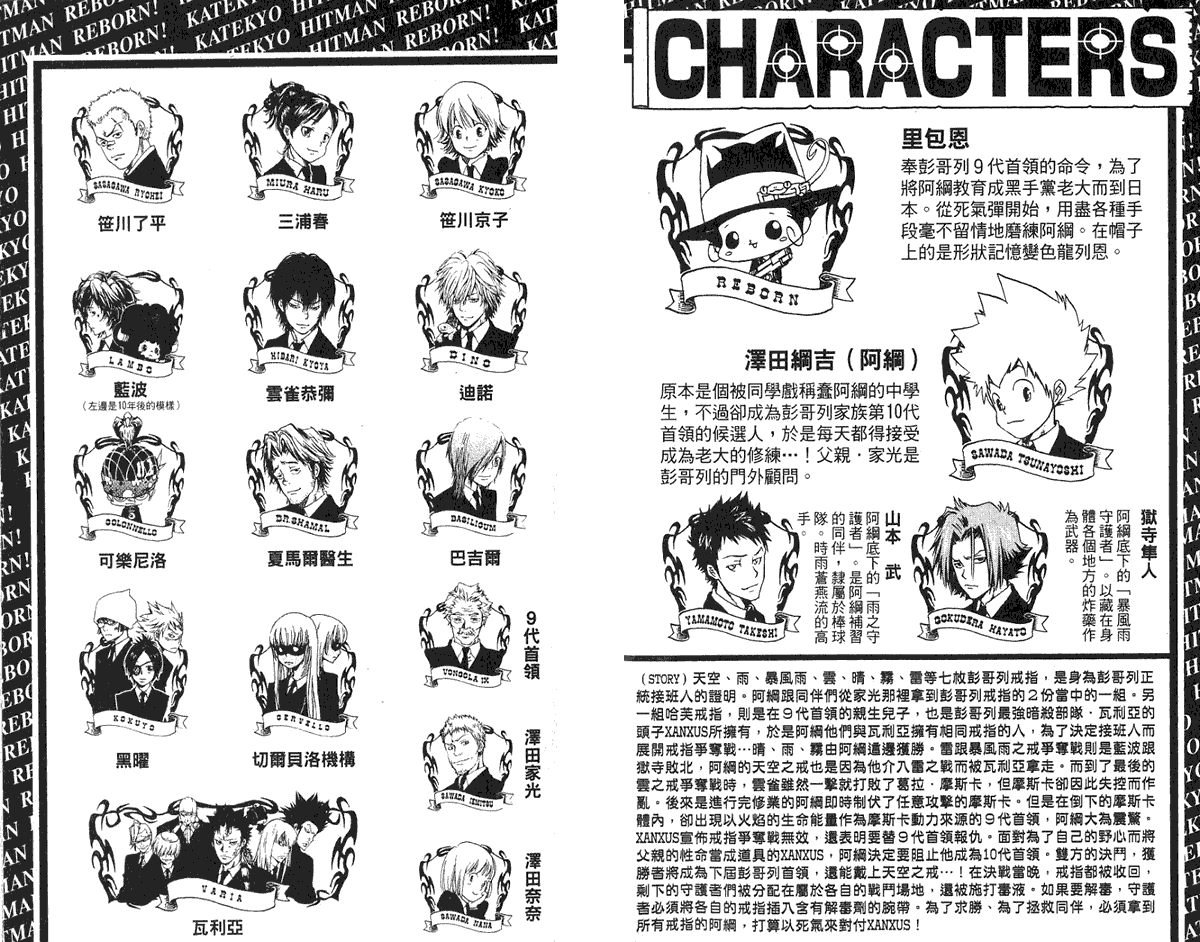 KATEKYO HITMAN REBORN!
CHARACTERS
里包恩
奉彭哥列9代首領的命令，為了
將阿綱教育成黑手黨老大而到日
本。從死氣彈開始，用盡各種手
段毫不留情地磨練阿綱。在帽子
上的是形狀記憶變色龍列恩。
REBORN
澤田綱吉（阿綱）
原本是個被同學戲稱蠢阿綱的中學
生，不過卻成為彭哥列家族第10代
首領的候選人，於是每天都得接受
成為老大的修練…！父親‧家光是
彭哥列的門外顧問。
SAWADA TSUNAYOSHI
獄寺隼人
阿綱底下的「暴風雨
守護者」。以藏在身
體各個地方的炸藥作
為武器。
GOKUDERA HAYATO
山本 武
阿綱底下的「雨之守
護者」。是阿綱補習
的同伴，隸屬於棒球
隊。時雨蒼燕流的高
手。
YAMAMOTO TAKESHI
(STORY) 天空、雨、暴風雨、雲、晴、霧、雷等七枚彭哥列戒指，是身為彭哥列正
統接班人的證明。阿綱跟同伴們從家光那裡拿到彭哥列戒指的2份當中的一組。另
一組哈芙戒指，則是在9代首領的親生兒子，也是彭哥列最強暗殺部隊‧瓦利亞的
頭子XANXUS所擁有，於是阿綱他們與瓦利亞擁有相同戒指的人，為了決定接班人而
展開戒指爭奪戰…晴、雨、霧由阿綱這邊獲勝。雷跟暴風雨之戒爭奪戰則是藍波跟
獄寺敗北，阿綱的天空之戒也是因為他介入雷之戰而被瓦利亞拿走。而到了最後的
雲之戒爭奪戰時，雲雀雖然一擊就打敗了葛拉‧摩斯卡，但摩斯卡卻因此失控而作
亂。後來是進行完修業的阿綱即時制伏了任意攻擊的摩斯卡。但是在倒下的摩斯卡
體內，卻出現以火焰的生命能量作為摩斯卡動力來源的9代首領，阿綱大為震驚。
XANXUS宣佈戒指爭奪戰無效，還表明要替9代首領報仇。面對為了自己的野心而將
父親的性命當成道具的XANXUS，阿綱決定要阻止他成為10代首領。雙方的決鬥，獲
勝者將成為下屆彭哥列首領，還能戴上天空之戒…！在決戰當晚，戒指都被收回，
剩下的守護者們被分配在屬於各自的戰鬥場地，還被施打毒液。如果要解毒，守護
者必須將各自的戒指插入含有解毒劑的腕帶。為了求勝、為了拯救同伴，必須拿到
所有戒指的阿綱，打算以死氣來對付XANXUS！
SASAGAWA KYOKO
笹川京子
MIURA HARU
三浦春
SASAGAWA RYOHEI
笹川了平
DINO
迪諾
HIBARI KYOYA
雲雀恭彌
LAMBO
藍波
（左邊是10年後的模樣）
BASILICUM
巴吉爾
DR.SHAMAL
夏馬爾醫生
COLONNELLO
可樂尼洛
VONGOLA IX
9代首領
CERVELLO
切爾貝洛機構
KOKUYO
黑曜
SAWADA IEMITSU
澤田家光
SAWADA NANA
澤田奈奈
VARIA
瓦利亞